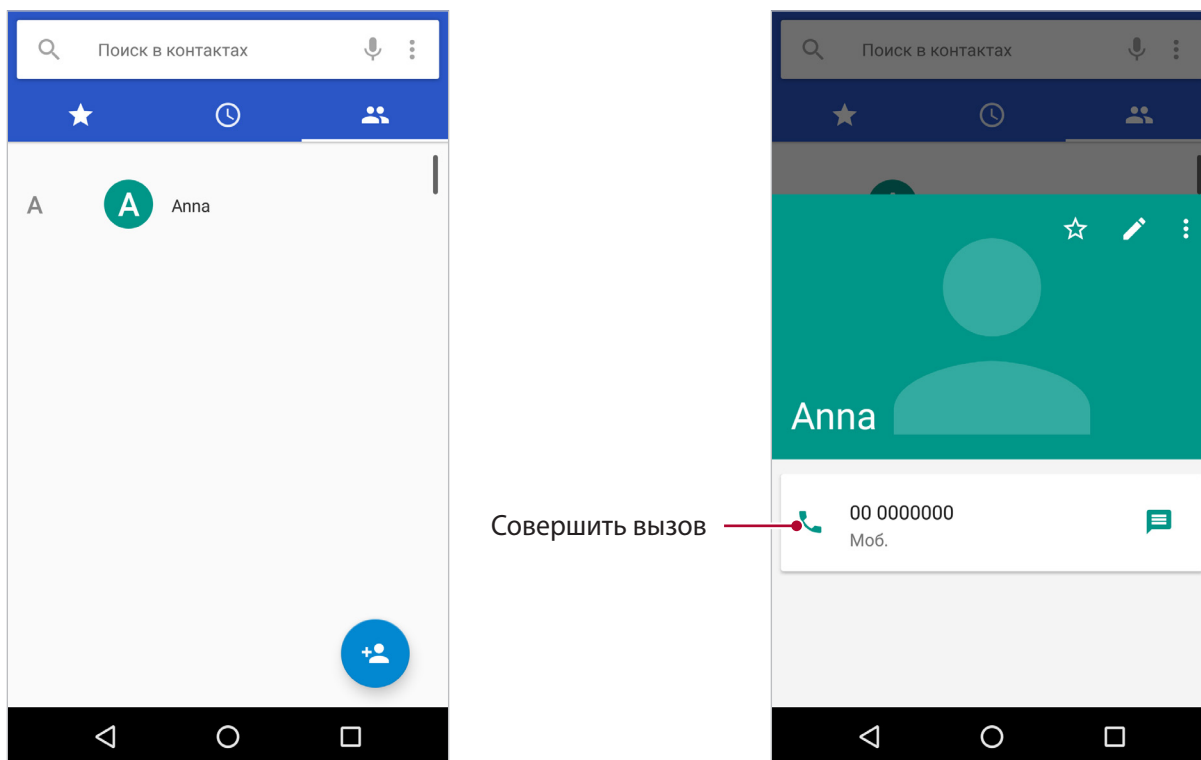 Поиск в контактах
A
A
Anna
Совершить вызов
Поиск в контактах
Anna
00 0000000
Моб.